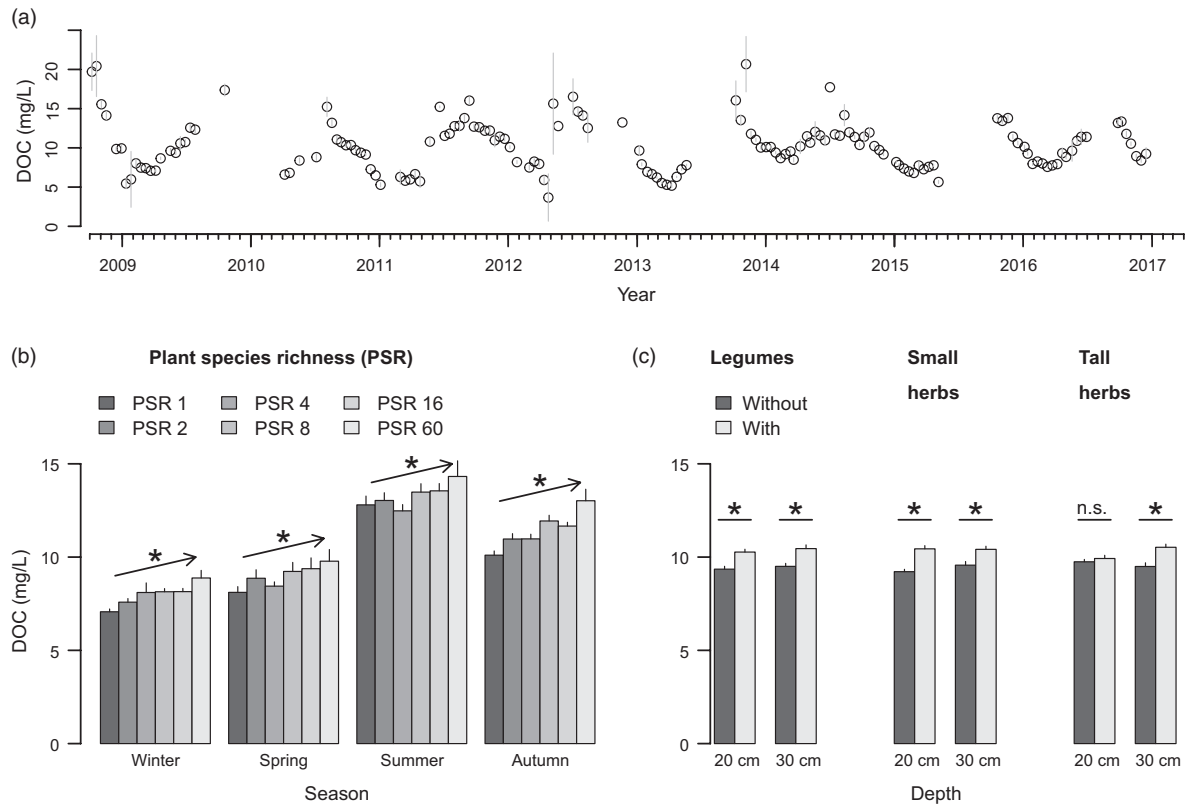 (a)
DOC (mg/L)
20
15
10
5
0
2009 2010 2011 2012 2013 2014 2015 2016 2017
Year
(b)
Plant species richness (PSR)
PSR 1 PSR 4 PSR 16
PSR 2 PSR 8 PSR 60
DOC (mg/L)
15
10
5
0
* * * *
Winter Spring Summer Autumn
Season
(c)
Legumes Small herbs Tall herbs
Without
With
15
10
5
0
* * * * n.s. *
20 cm 30 cm 20 cm 30 cm 20 cm 30 cm
Depth